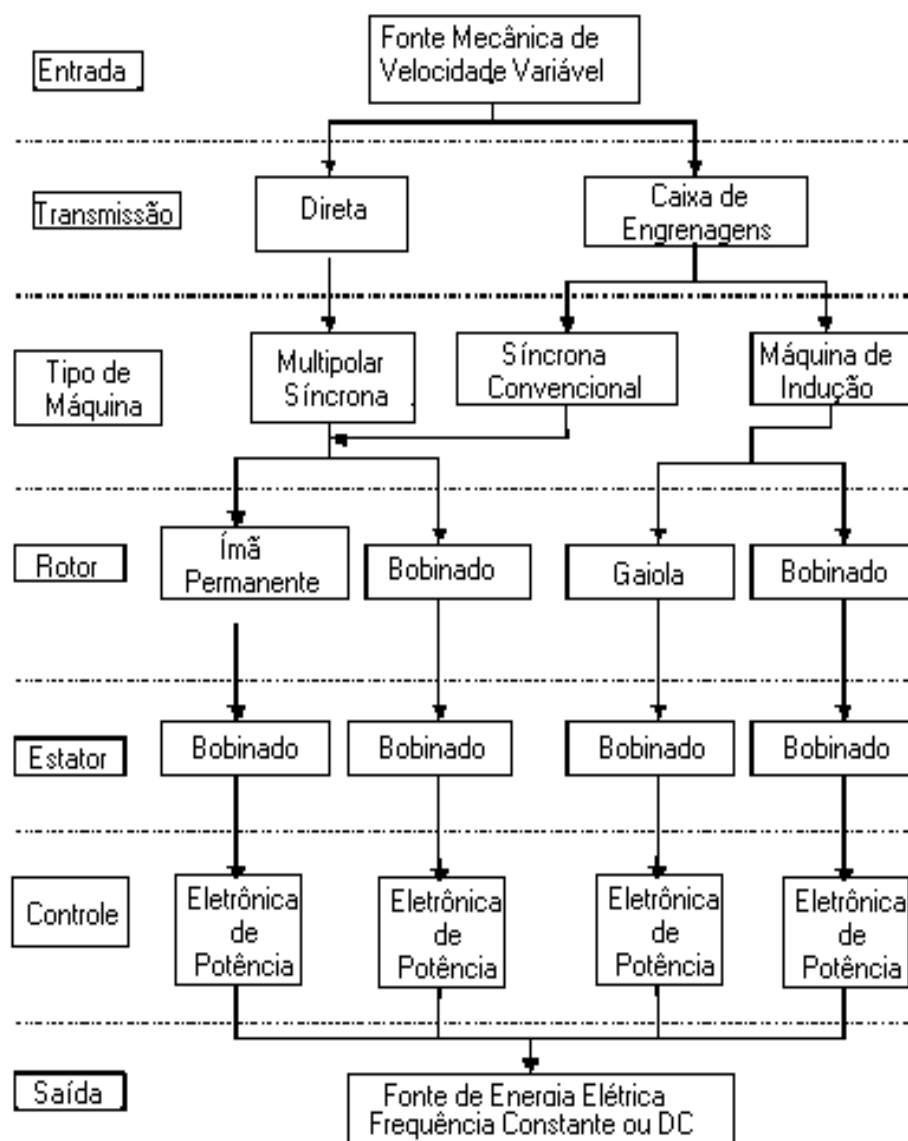 Fonte Mecânica de
Velocidade Variável
Entrada
Transmissão
Direta
Caixa de
Engrenagens
Tipo de
Máquina
Multipolar
Síncrona
Síncrona
Convencional
Máquina de
Indução
Rotor
Ímã
Permanente
Bobinado
Gaiola
Bobinado
Estator
Bobinado
Bobinado
Bobinado
Bobinado
Controle
Eletrônica
de
Potência
Eletrônica
de
Potência
Eletrônica
de
Potência
Eletrônica
de
Potência
Saída
Fonte de Energia Elétrica
Frequência Constante ou DC